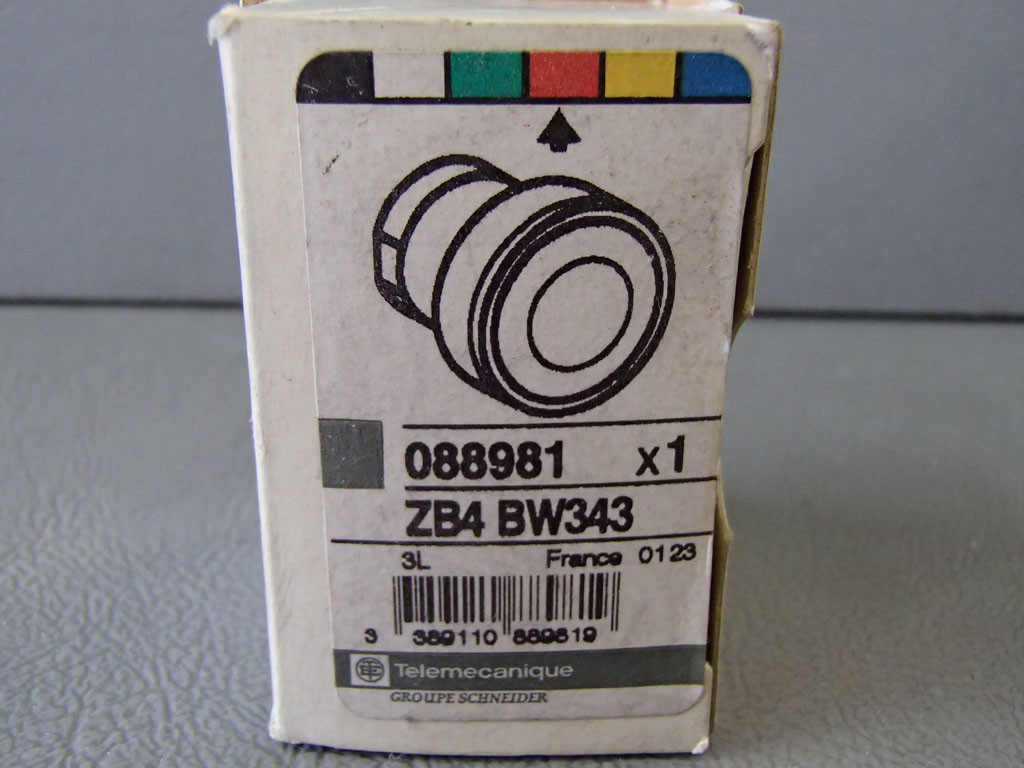 088981 x1
ZB4 BW343
3L France 0123
3 389110 889819
Telemecanique
GROUPE SCHNEIDER